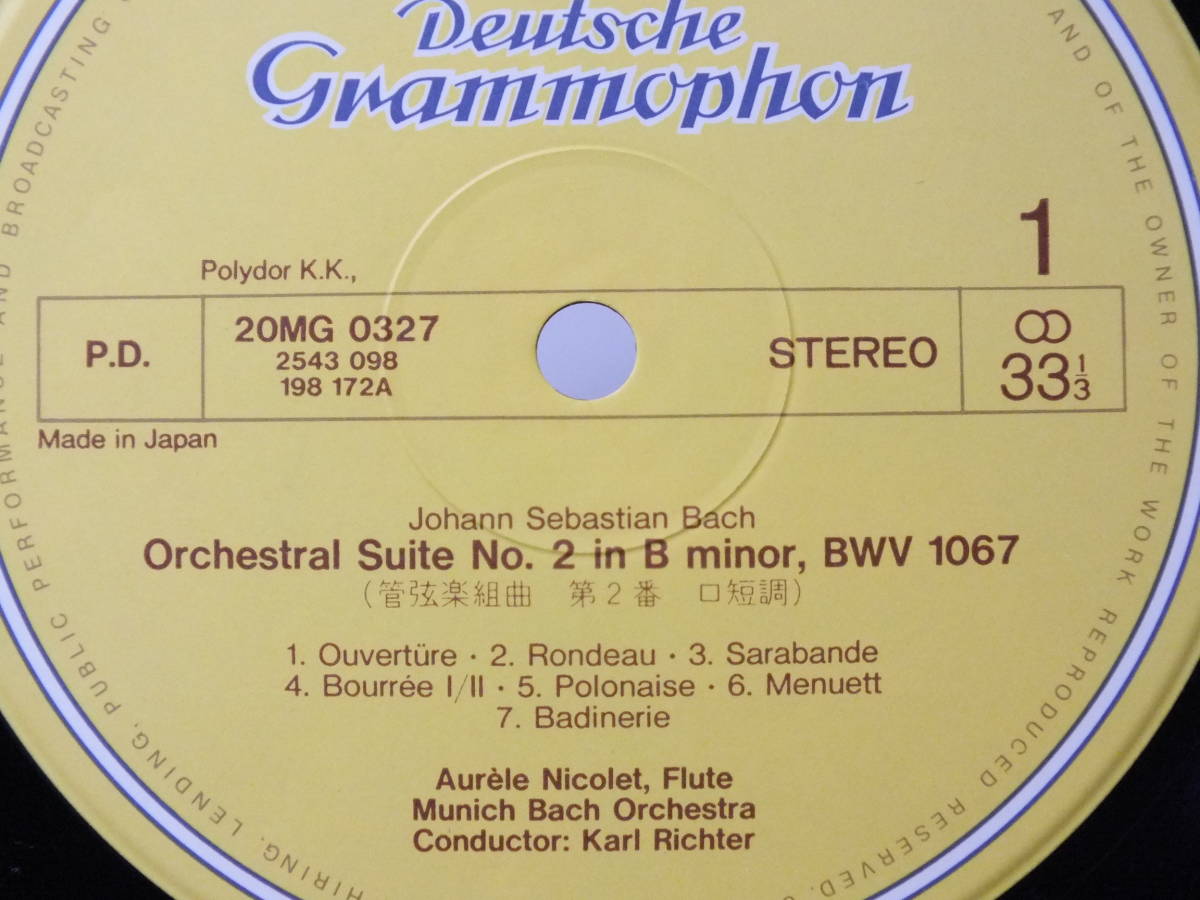 Deutsche
Grammophon
1
Polydor K.K.,
P.D.
20MG 0327
2543 098
198 172A
STEREO
33 1/3
Made in Japan
Johann Sebastian Bach
Orchestral Suite No. 2 in B minor, BWV 1067
(管弦楽組曲 第2番 ロ短調)
1. Ouvertüre · 2. Rondeau · 3. Sarabande
4. Bourrée I/II · 5. Polonaise · 6. Menuett
7. Badinerie
Aurèle Nicolet, Flute
Munich Bach Orchestra
Conductor: Karl Richter
AND OF THE OWNER OF THE WORK REPRODUCED RESERVED.
HIRING, LENDING, PUBLIC PERFORMANCE AND BROADCASTING